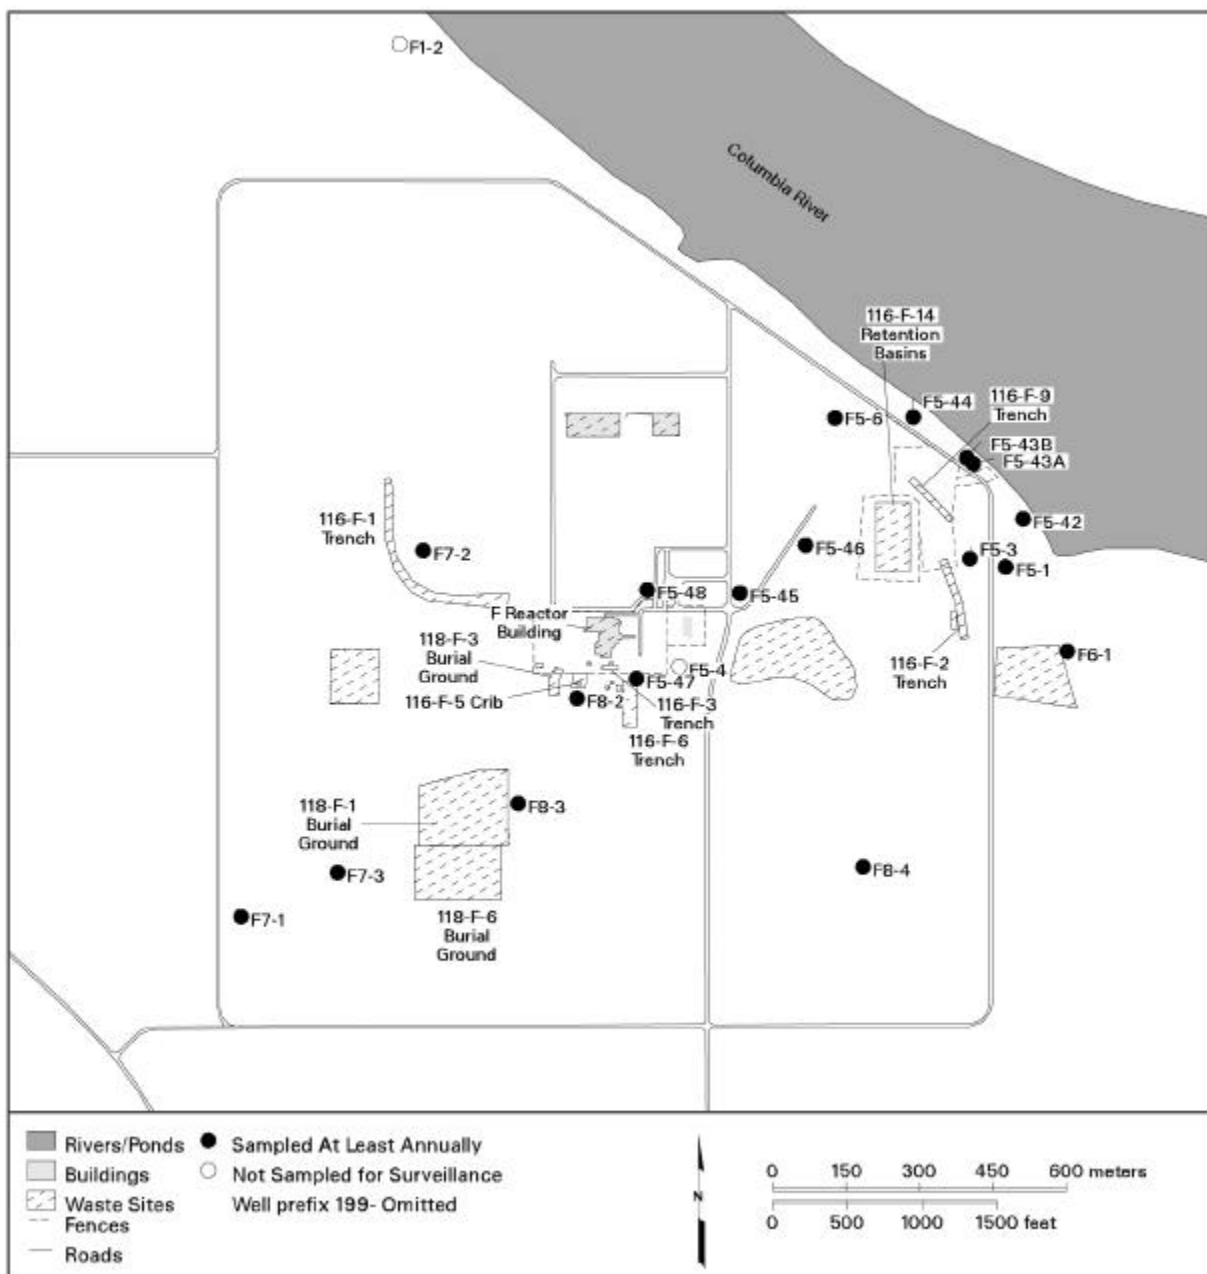 F1-2
Columbia River
116-F-14
Retention
Basins
F5-44
116-F-9
Trench
F5-6
F5-43B
F5-43A
116-F-1
Trench
F7-2
F5-42
F5-46
F5-3
F5-1
F5-48
F5-45
F Reactor
Building
118-F-3
Burial
Ground
F5-4
F6-1
116-F-2
Trench
F5-47
116-F-5 Crib
F8-2
116-F-3
Trench
116-F-6
Trench
118-F-1
Burial
Ground
F8-3
F7-3
F8-4
F7-1
118-F-6
Burial
Ground
Rivers/Ponds
Buildings
Waste Sites
Fences
Roads
Sampled At Least Annually
Not Sampled for Surveillance
Well prefix 199- Omitted
N
0 150 300 450 600 meters
0 500 1000 1500 feet